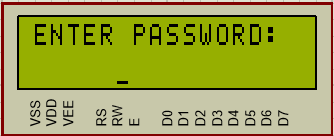 ENTER PASSWORD:
_
VSS VDD VEE RS RW E D0 D1 D2 D3 D4 D5 D6 D7